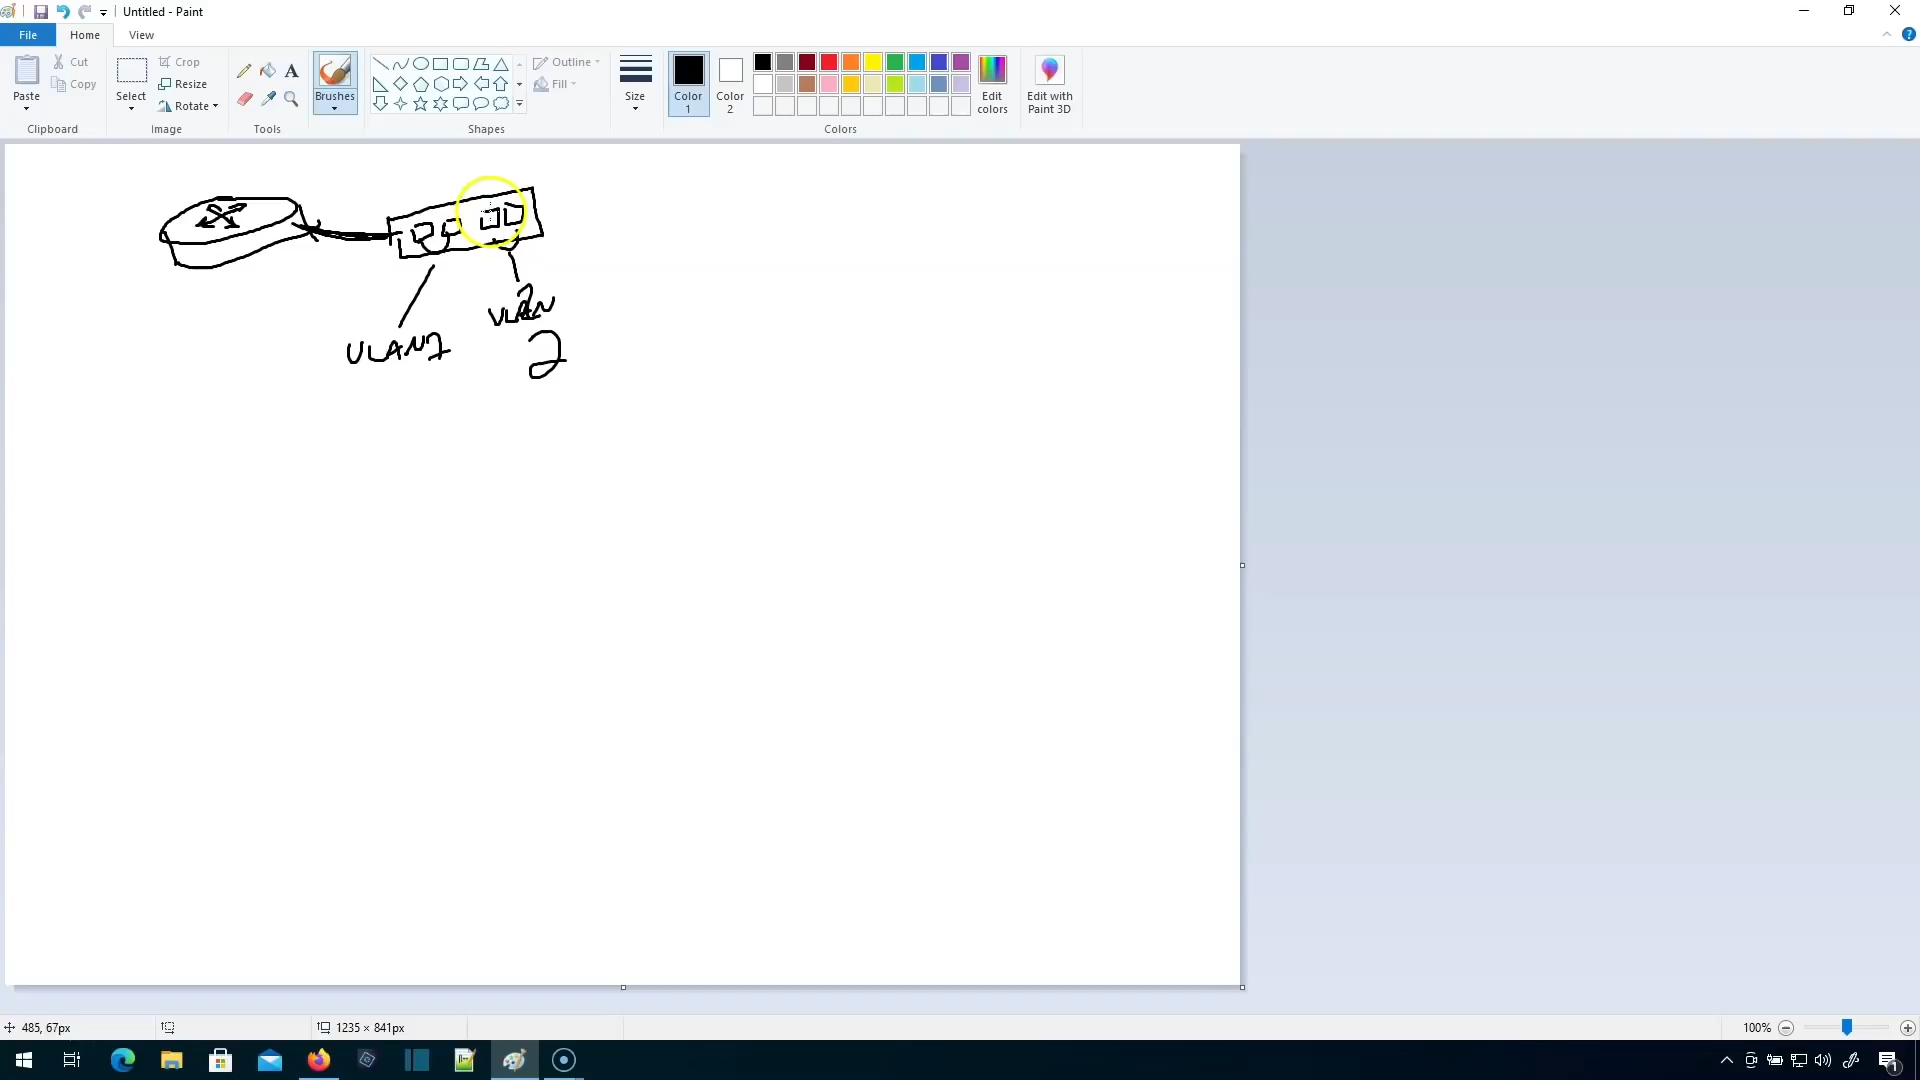 Untitled - Paint
File Home View
Paste
Cut
Copy
Clipboard
Select
Crop
Resize
Rotate
Image
Tools
Brushes
Shapes
Outline
Fill
Size
Color 1
Color 2
Edit colors
Colors
Edit with Paint 3D
VLAN1
VLAN
2
485, 67px
1235 × 841px
100%
1